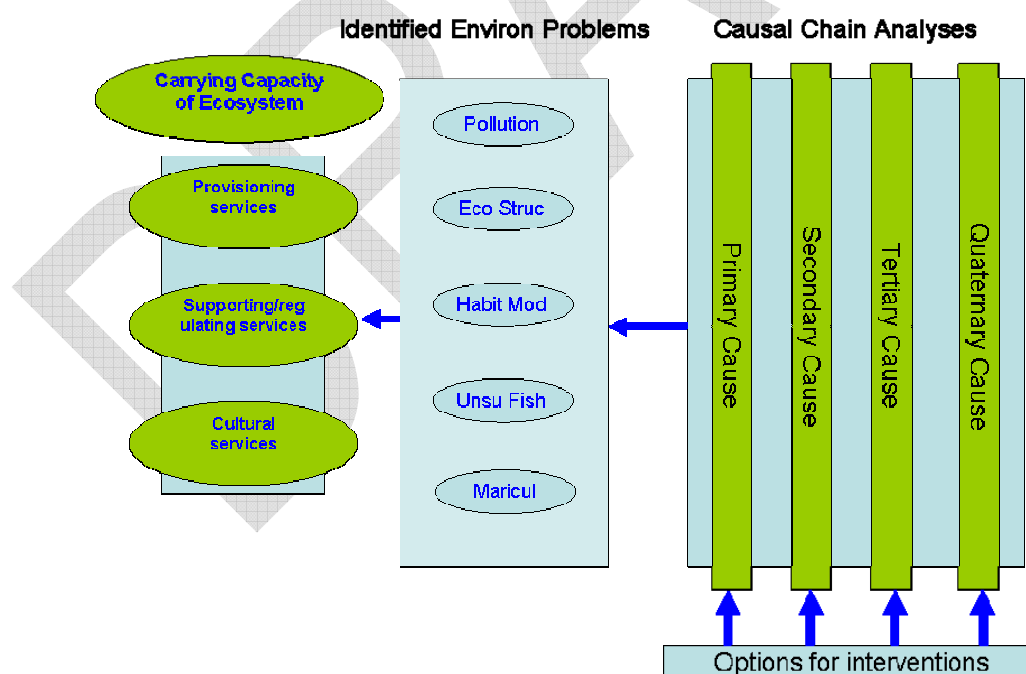 Identified Environ Problems
Causal Chain Analyses
Carrying Capacity
of Ecosystem
Provisioning
services
Supporting/reg
ulating services
Cultural
services
Pollution
Eco Struc
Habit Mod
Unsu Fish
Maricul
Primary Cause
Secondary Cause
Tertiary Cause
Quaternary Cause
Options for interventions